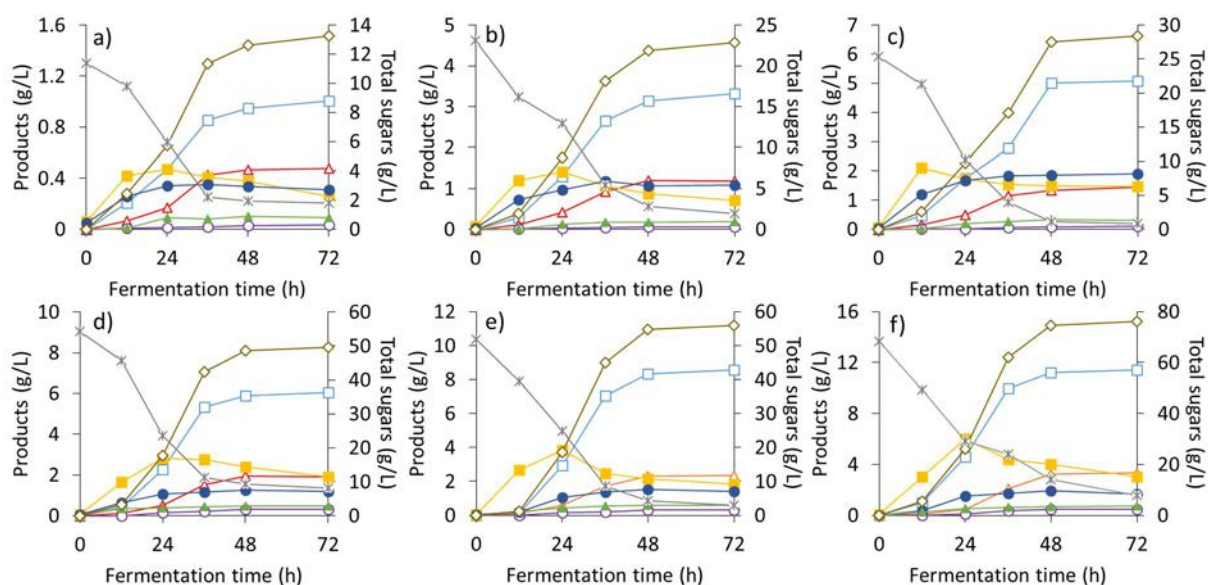 a)
Products (g/L)
1.6
1.2
0.8
0.4
0
14
12
10
8
6
4
2
0
Total sugars (g/L)
0 24 48 72
Fermentation time (h)
b)
Products (g/L)
5
4
3
2
1
0
25
20
15
10
5
0
Total sugars (g/L)
0 24 48 72
Fermentation time (h)
c)
Products (g/L)
7
6
5
4
3
2
1
0
30
25
20
15
10
5
0
Total sugars (g/L)
0 24 48 72
Fermentation time (h)
d)
Products (g/L)
10
8
6
4
2
0
60
50
40
30
20
10
0
Total sugars (g/L)
0 24 48 72
Fermentation time (h)
e)
Products (g/L)
12
10
8
6
4
2
0
60
50
40
30
20
10
0
Total sugars (g/L)
0 24 48 72
Fermentation time (h)
f)
Products (g/L)
16
12
8
4
0
80
60
40
20
0
Total sugars (g/L)
0 24 48 72
Fermentation time (h)